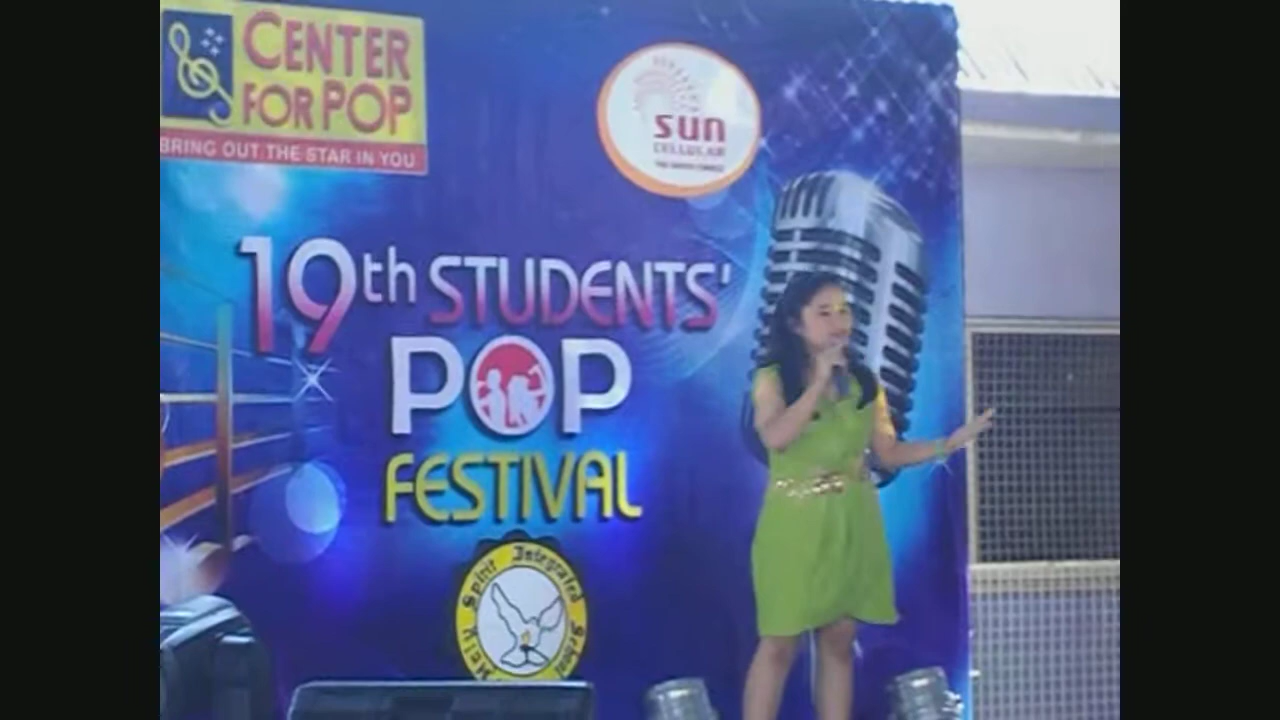 CENTER
FOR POP
BRING OUT THE STAR IN YOU
sun
CELLULAR
19th STUDENTS'
POP
FESTIVAL
Holy Spirit Integrated School